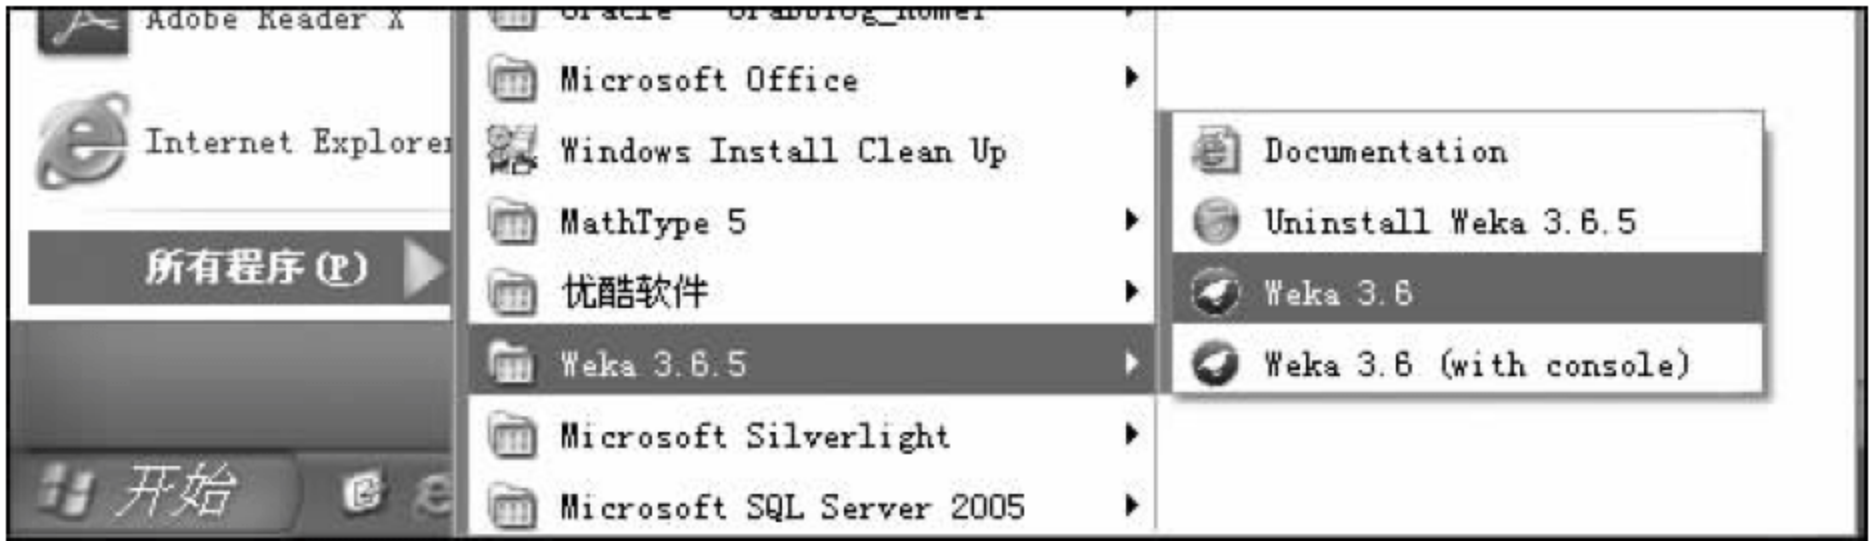 Adobe Reader X
Internet Explorer
所有程序(P)
开始
Microsoft Office
Windows Install Clean Up
MathType 5
优酷软件
Weka 3.6.5
Microsoft Silverlight
Microsoft SQL Server 2005
Documentation
Uninstall Weka 3.6.5
Weka 3.6
Weka 3.6 (with console)